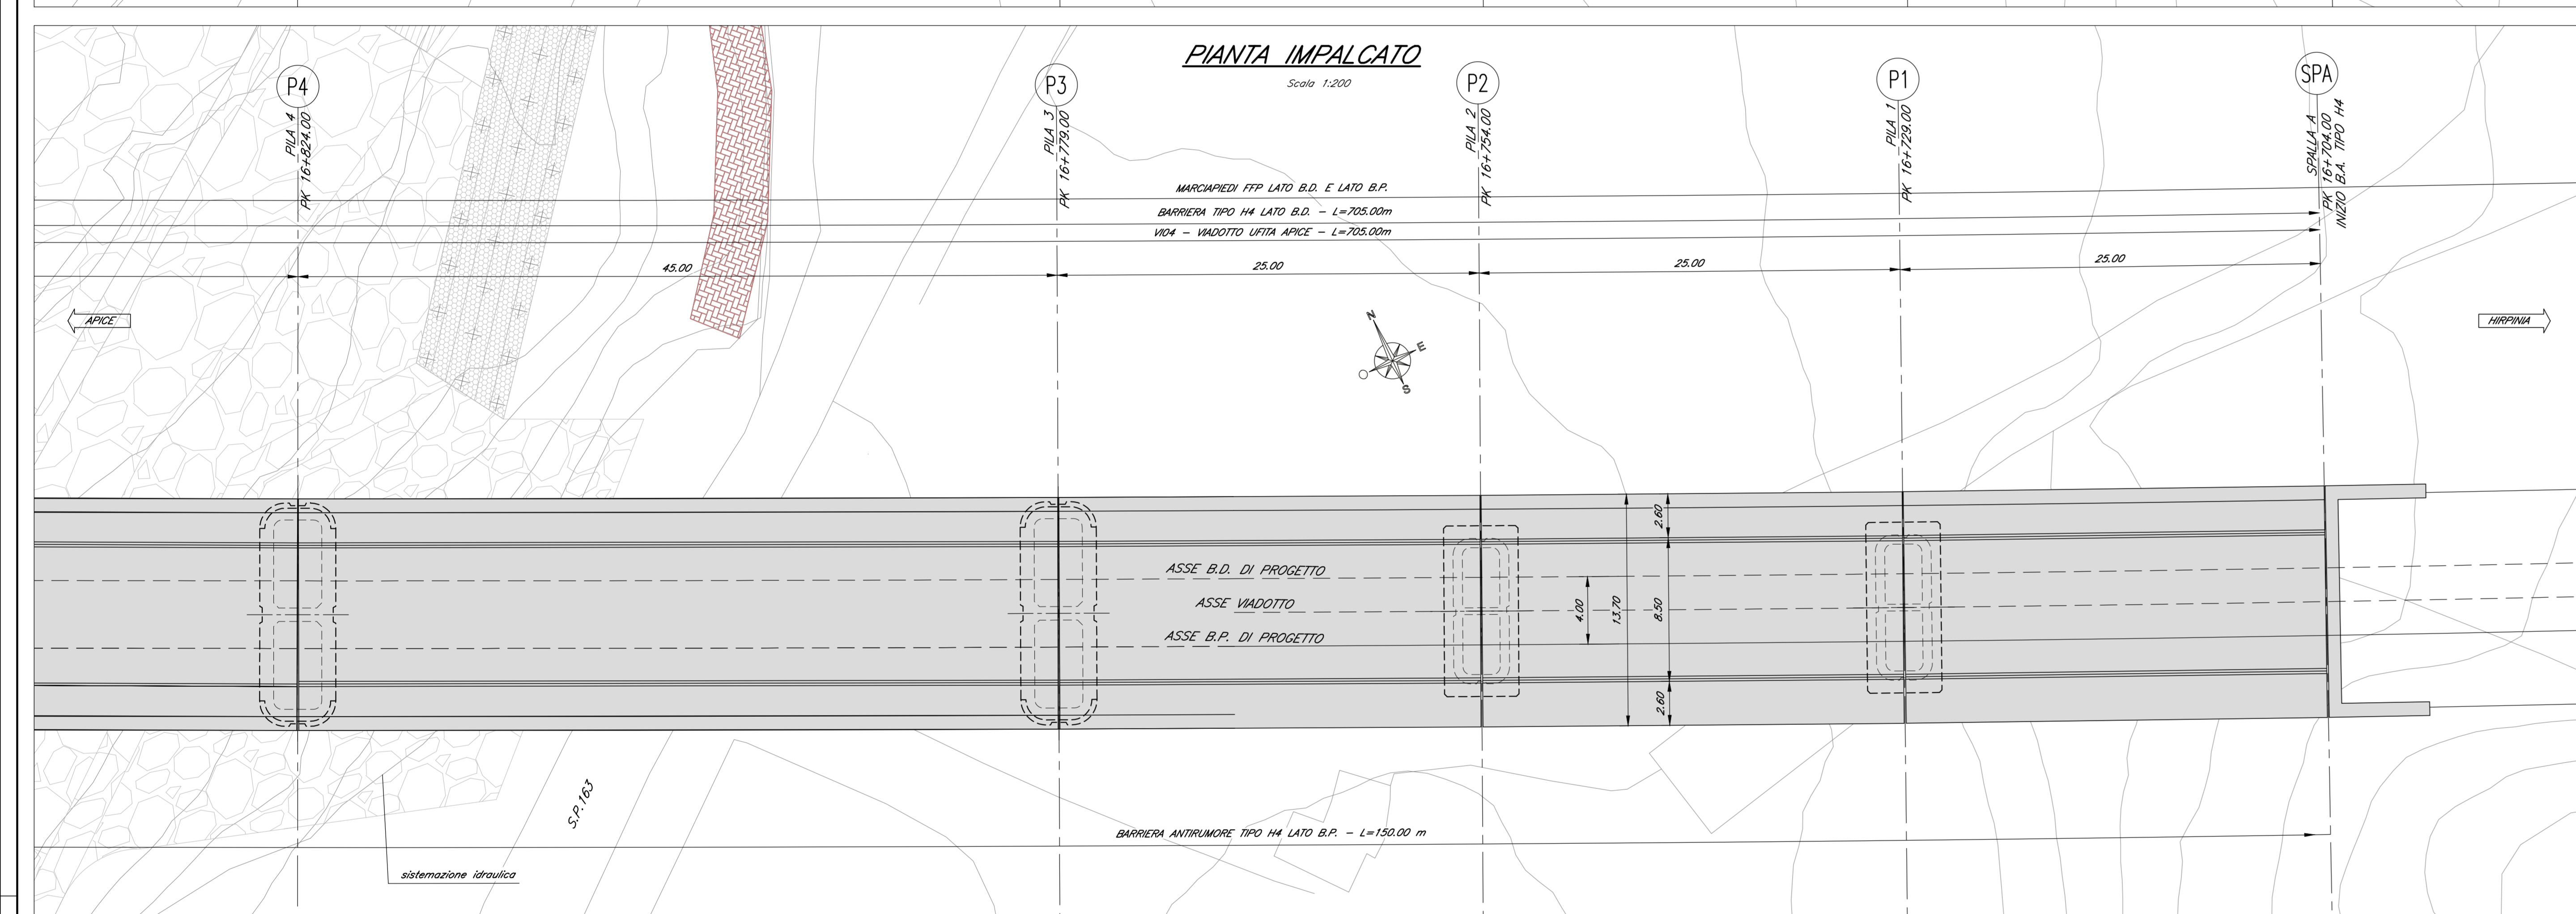 PIANTA IMPALCATO
Scala 1:200
P4
P3
P2
P1
SPA
PILA 4
PK 16+824.00
PILA 3
PK 16+779.00
PILA 2
PK 16+754.00
PILA 1
PK 16+729.00
SPALLA A
PK 16+704.00
INIZIO B.A. TIPO H4
MARCIAPIEDI FFP LATO B.D. E LATO B.P.
BARRIERA TIPO H4 LATO B.D. - L=705.00m
VI04 - VIADOTTO UFITA APICE - L=705.00m
45.00
25.00
25.00
25.00
APICE
HIRPINIA
N
E
S
O
ASSE B.D. DI PROGETTO
ASSE VIADOTTO
ASSE B.P. DI PROGETTO
4.00
13.70
2.60
8.50
2.60
S.P.163
BARRIERA ANTIRUMORE TIPO H4 LATO B.P. - L=150.00 m
sistemazione idraulica